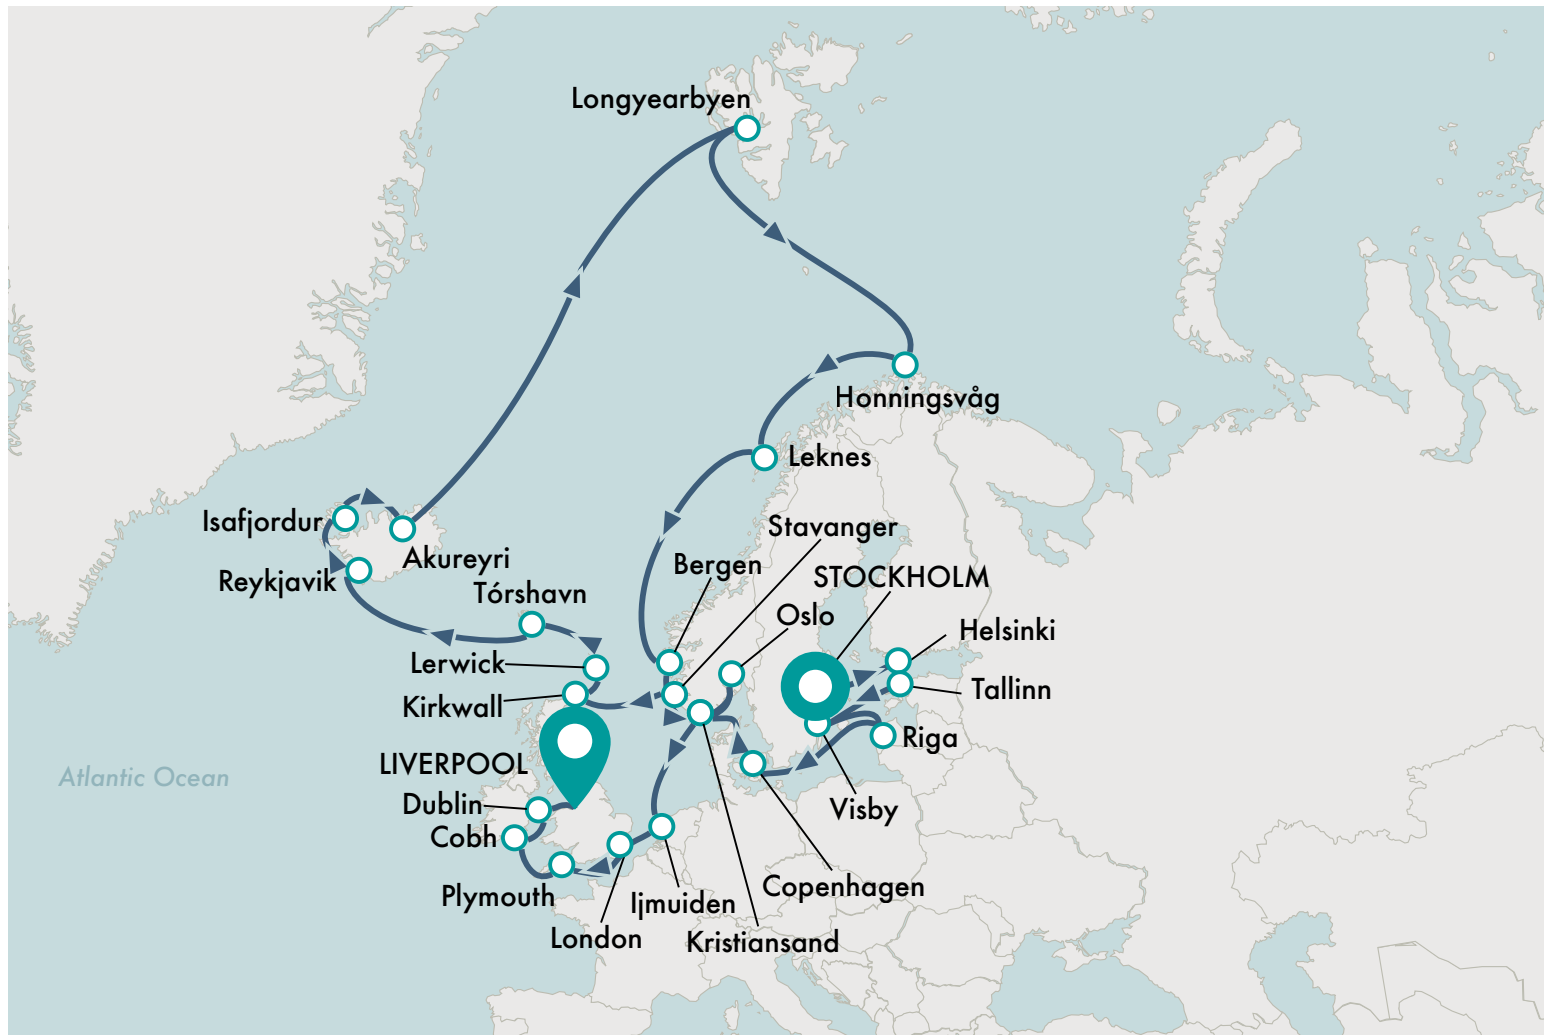 Longyearbyen
Honningsvåg
Leknes
Isafjordur
Stavanger
Akureyri
Bergen
STOCKHOLM
Reykjavik
Tórshavn
Oslo
Helsinki
Lerwick
Tallinn
Kirkwall
Riga
LIVERPOOL
Atlantic Ocean
Dublin
Visby
Cobh
Copenhagen
Plymouth
Ijmuiden
London
Kristiansand